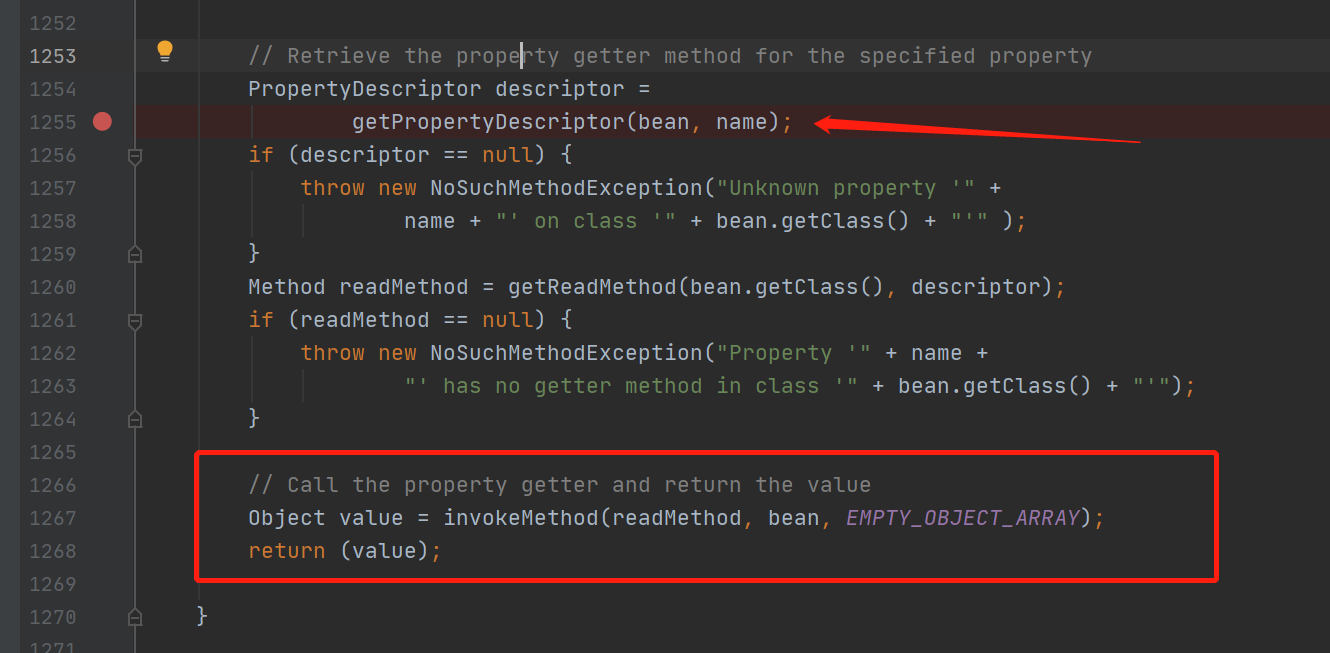 1252
1253 // Retrieve the property getter method for the specified property
1254 PropertyDescriptor descriptor =
1255 getPropertyDescriptor(bean, name);
1256 if (descriptor == null) {
1257 throw new NoSuchMethodException("Unknown property '" +
1258 name + "' on class '" + bean.getClass() + "'" );
1259 }
1260 Method readMethod = getReadMethod(bean.getClass(), descriptor);
1261 if (readMethod == null) {
1262 throw new NoSuchMethodException("Property '" + name +
1263 "' has no getter method in class '" + bean.getClass() + "'");
1264 }
1265
1266 // Call the property getter and return the value
1267 Object value = invokeMethod(readMethod, bean, EMPTY_OBJECT_ARRAY);
1268 return (value);
1269
1270 }
1271